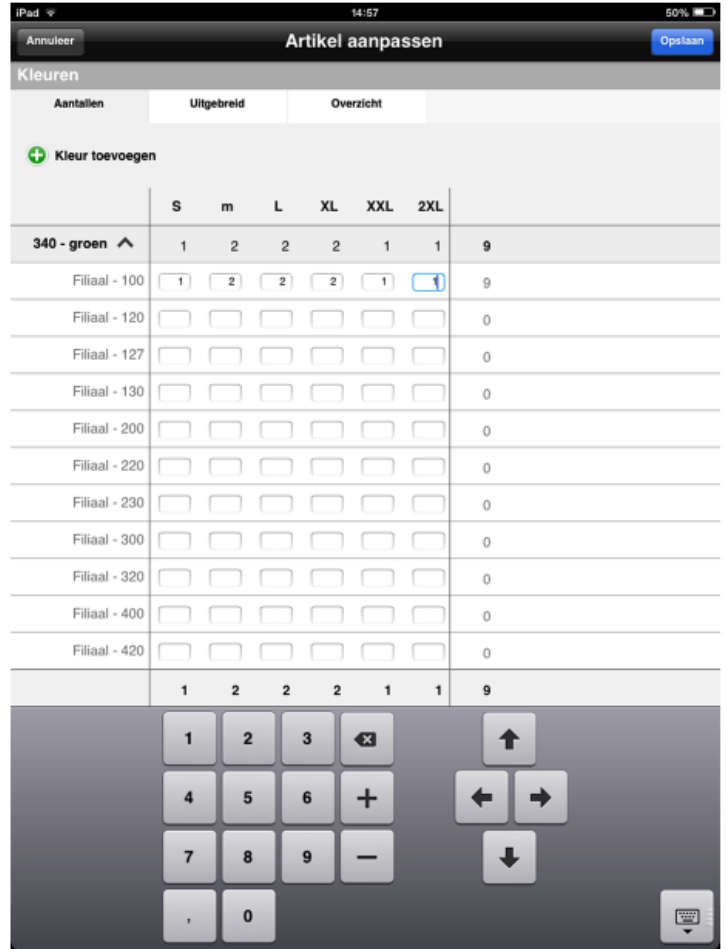 iPad 14:57 50%
Annuleer Artikel aanpassen Opslaan
Kleuren
Aantallen Uitgebreid Overzicht
Kleur toevoegen
S m L XL XXL 2XL
340 - groen 1 2 2 2 1 1 9
Filiaal - 100 1 2 2 2 1 1 9
Filiaal - 120 0
Filiaal - 127 0
Filiaal - 130 0
Filiaal - 200 0
Filiaal - 220 0
Filiaal - 230 0
Filiaal - 300 0
Filiaal - 320 0
Filiaal - 400 0
Filiaal - 420 0
1 2 2 2 1 1 9
1 2 3
4 5 6 +
7 8 9 −
, 0